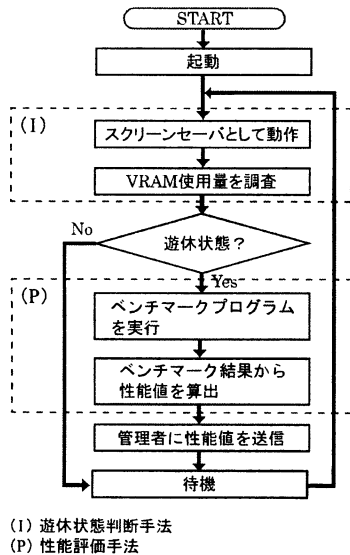 START
起動
(I)
スクリーンセーバとして動作
VRAM使用量を調査
No
遊休状態？
Yes
(P)
ベンチマークプログラム
を実行
ベンチマーク結果から
性能値を算出
管理者に性能値を送信
待機
(I) 遊休状態判断手法
(P) 性能評価手法